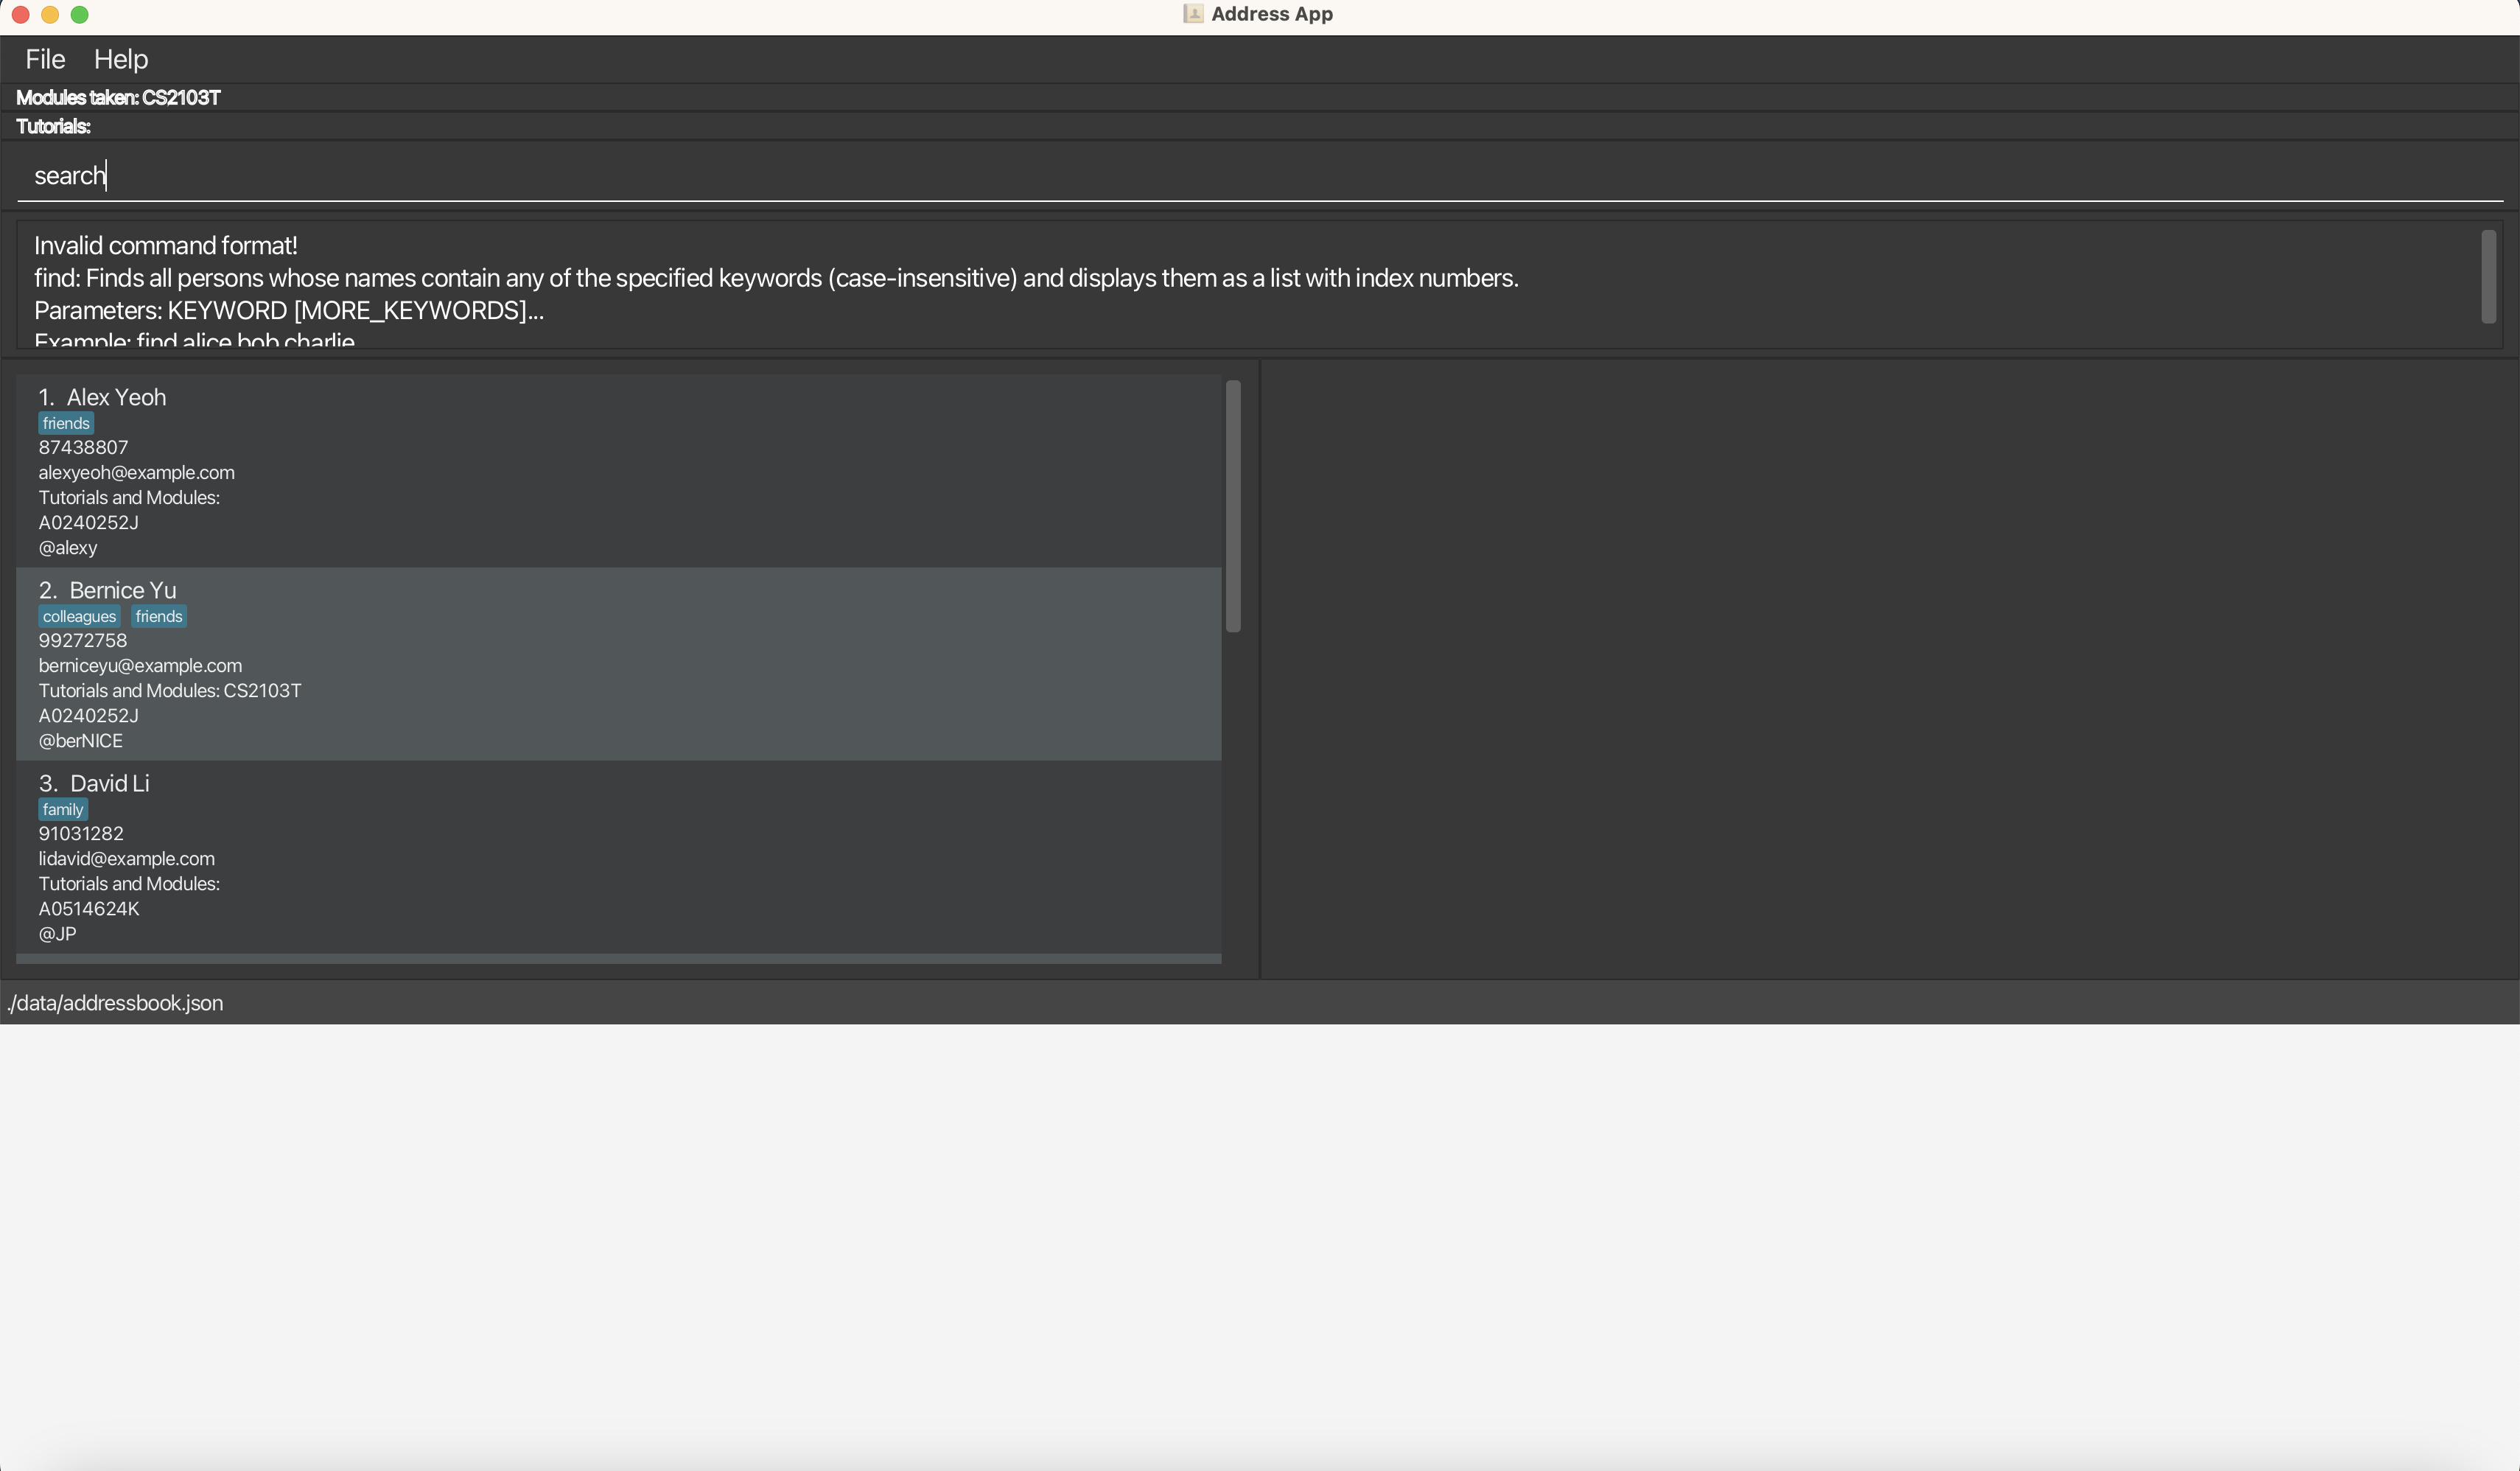 Address App
File Help
Modules taken: CS2103T
Tutorials:
search
Invalid command format!
find: Finds all persons whose names contain any of the specified keywords (case-insensitive) and displays them as a list with index numbers.
Parameters: KEYWORD [MORE_KEYWORDS]...
Example: find alice bob charlie
1. Alex Yeoh
friends
87438807
alexyeoh@example.com
Tutorials and Modules:
A0240252J
@alexy
2. Bernice Yu
colleagues friends
99272758
berniceyu@example.com
Tutorials and Modules: CS2103T
A0240252J
@berNICE
3. David Li
family
91031282
lidavid@example.com
Tutorials and Modules:
A0514624K
@JP
./data/addressbook.json